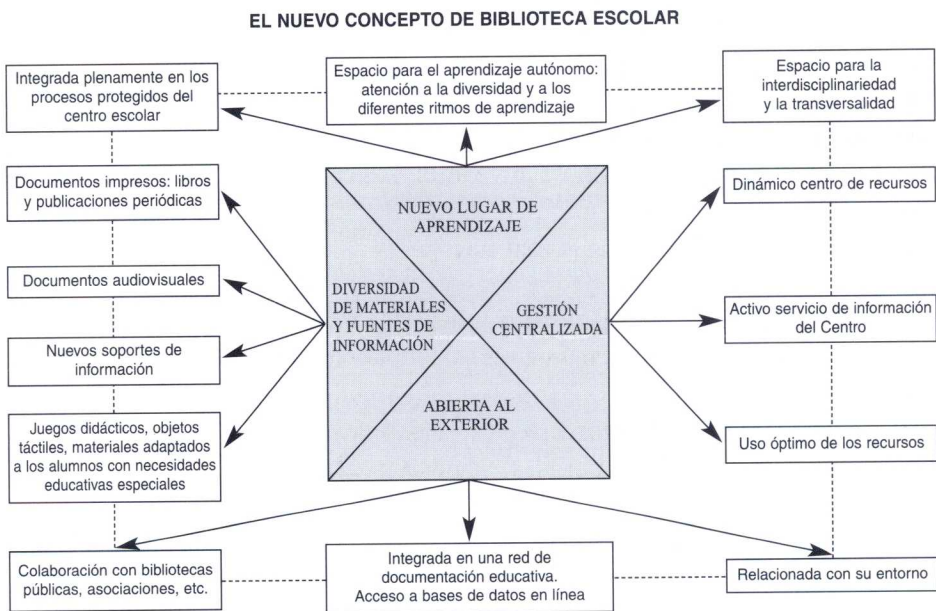 EL NUEVO CONCEPTO DE BIBLIOTECA ESCOLAR
Integrada plenamente en los
procesos protegidos del
centro escolar
Espacio para el aprendizaje autónomo:
atención a la diversidad y a los
diferentes ritmos de aprendizaje
Espacio para la
interdisciplinariedad
y la transversalidad
Documentos impresos: libros
y publicaciones periódicas
Documentos audiovisuales
Nuevos soportes de
información
Juegos didácticos, objetos
táctiles, materiales adaptados
a los alumnos con necesidades
educativas especiales
NUEVO LUGAR DE
APRENDIZAJE
DIVERSIDAD
DE MATERIALES
Y FUENTES DE
INFORMACIÓN
GESTIÓN
CENTRALIZADA
ABIERTA AL
EXTERIOR
Dinámico centro de recursos
Activo servicio de información
del Centro
Uso óptimo de los recursos
Colaboración con bibliotecas
públicas, asociaciones, etc.
Integrada en una red de
documentación educativa.
Acceso a bases de datos en línea
Relacionada con su entorno